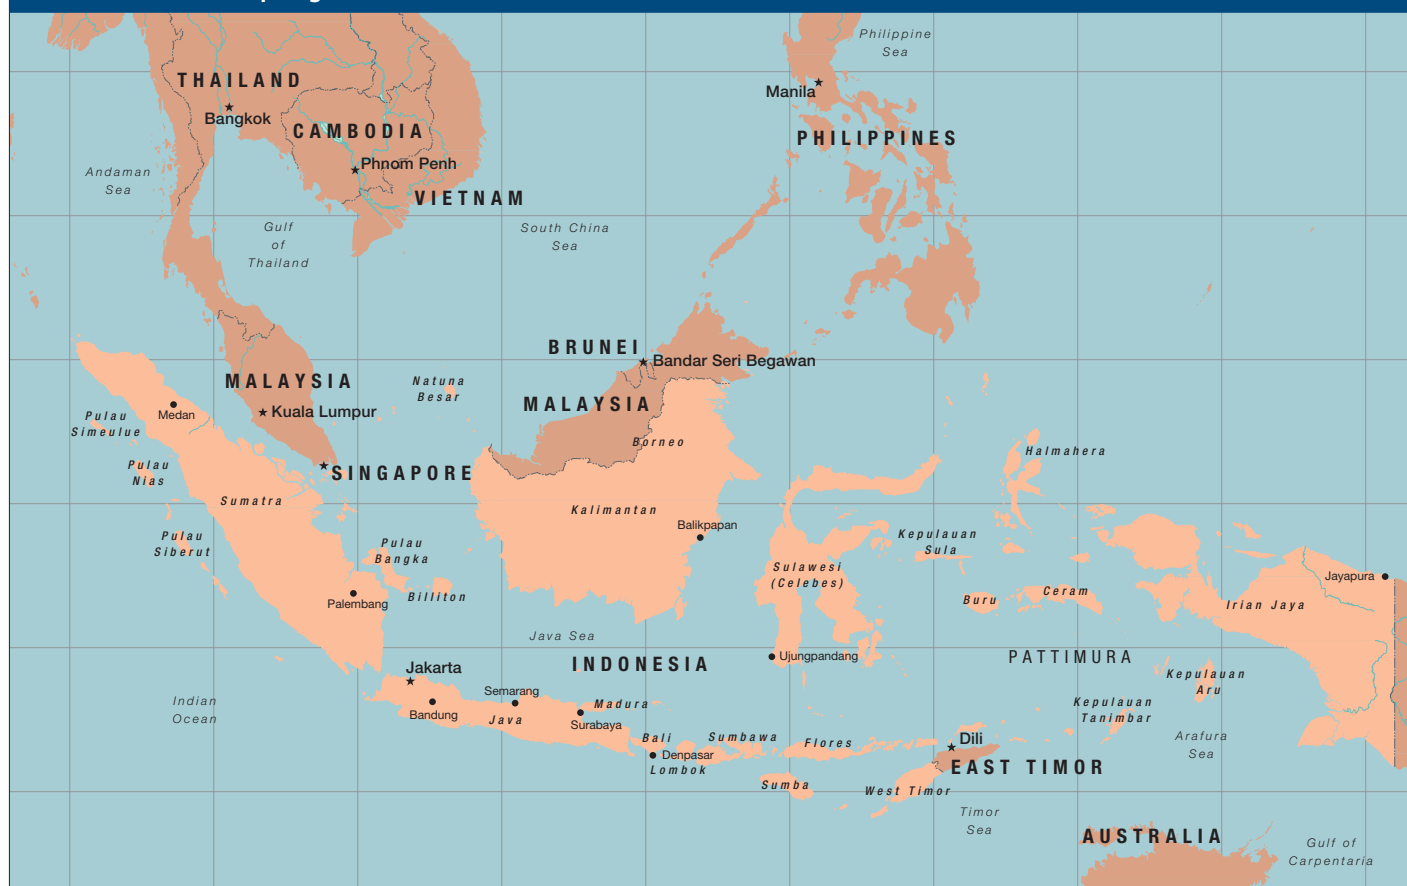 Philippine
Sea
THAILAND
Manila
Bangkok
CAMBODIA
PHILIPPINES
Phnom Penh
Andaman
Sea
VIETNAM
Gulf
of
Thailand
South China
Sea
BRUNEI
Bandar Seri Begawan
MALAYSIA
Kuala Lumpur
Natuna
Besar
MALAYSIA
Medan
Pulau
Simeulue
Borneo
Halmahera
Pulau
Nias
SINGAPORE
Sumatra
Kalimantan
Balikpapan
Pulau
Siberut
Pulau
Bangka
Kepulauan
Sula
Sulawesi
(Celebes)
Jayapura
Palembang
Billiton
Buru
Ceram
Irian Jaya
Java Sea
INDONESIA
Ujungpandang
PATTIMURA
Jakarta
Kepulauan
Aru
Indian
Ocean
Bandung
Semarang
Java
Madura
Surabaya
Kepulauan
Tanimbar
Bali
Denpasar
Lombok
Sumbawa
Flores
Dili
Arafura
Sea
EAST TIMOR
Sumba
West Timor
Timor
Sea
AUSTRALIA
Gulf of
Carpentaria